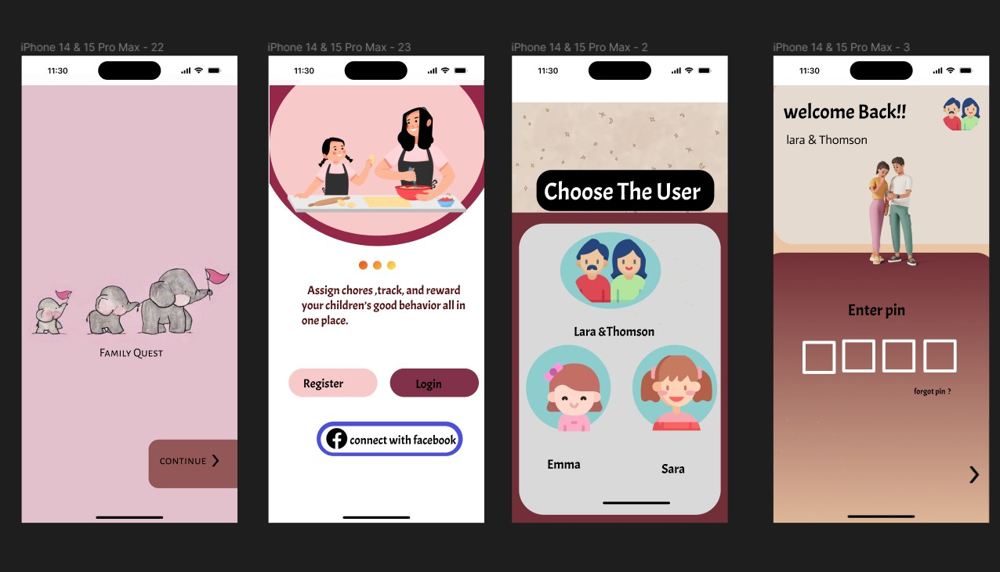 iPhone 14 & 15 Pro Max - 22
11:30
FAMILY QUEST
CONTINUE
iPhone 14 & 15 Pro Max - 23
11:30
Assign chores ,track, and reward
your children's good behavior all in
one place.
Register
Login
connect with facebook
iPhone 14 & 15 Pro Max - 2
11:30
Choose The User
Lara &Thomson
Emma
Sara
iPhone 14 & 15 Pro Max - 3
11:30
welcome Back!!
lara & Thomson
Enter pin
forgot pin ?